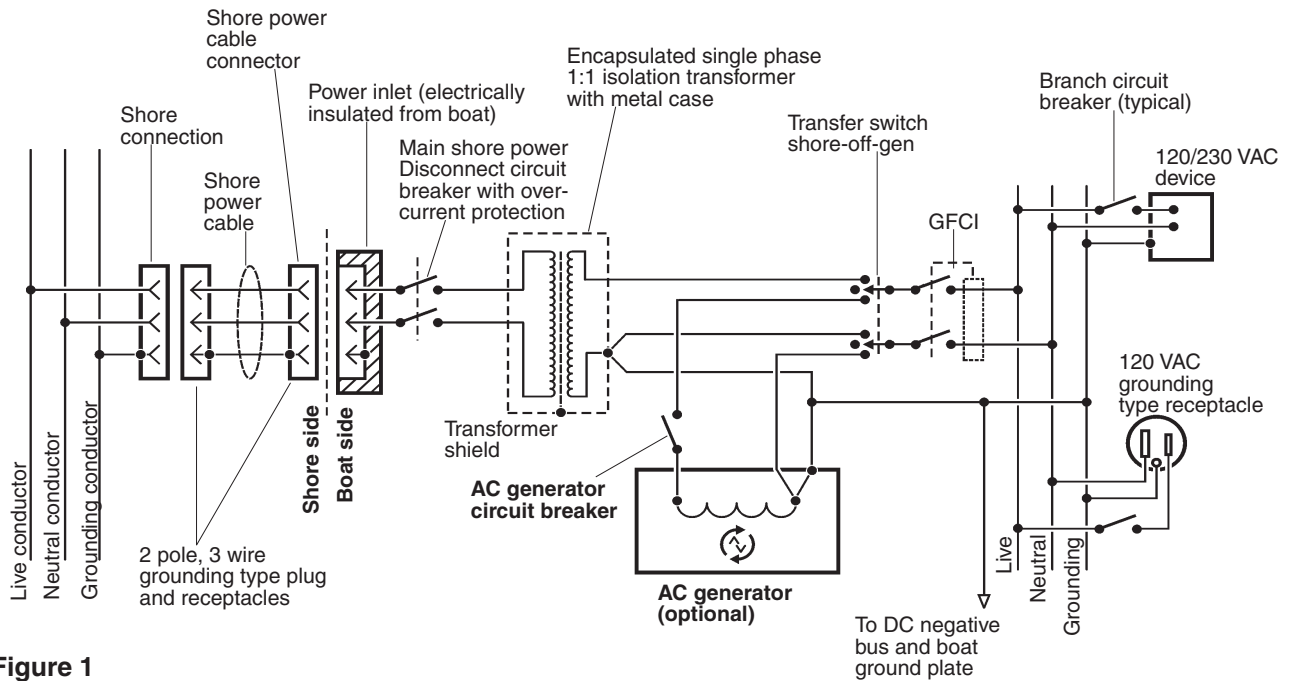 Shore power
cable
connector
Encapsulated single phase
1:1 isolation transformer
with metal case
Branch circuit
breaker (typical)
Power inlet (electrically
insulated from boat)
Shore
connection
Transfer switch
shore-off-gen
Main shore power
Disconnect circuit
breaker with over-
current protection
120/230 VAC
device
Shore
power
cable
GFCI
120 VAC
grounding
type receptacle
Transformer
shield
Shore side
Boat side
Live conductor
Neutral conductor
Grounding conductor
AC generator
circuit breaker
2 pole, 3 wire
grounding type plug
and receptacles
Live
Neutral
Grounding
AC generator
(optional)
To DC negative
bus and boat
ground plate
Figure 1